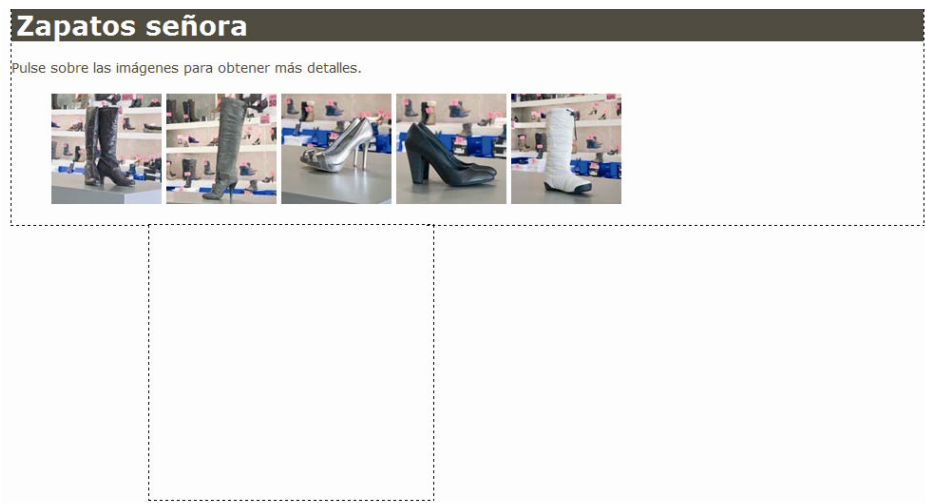 Zapatos señora
Pulse sobre las imágenes para obtener más detalles.